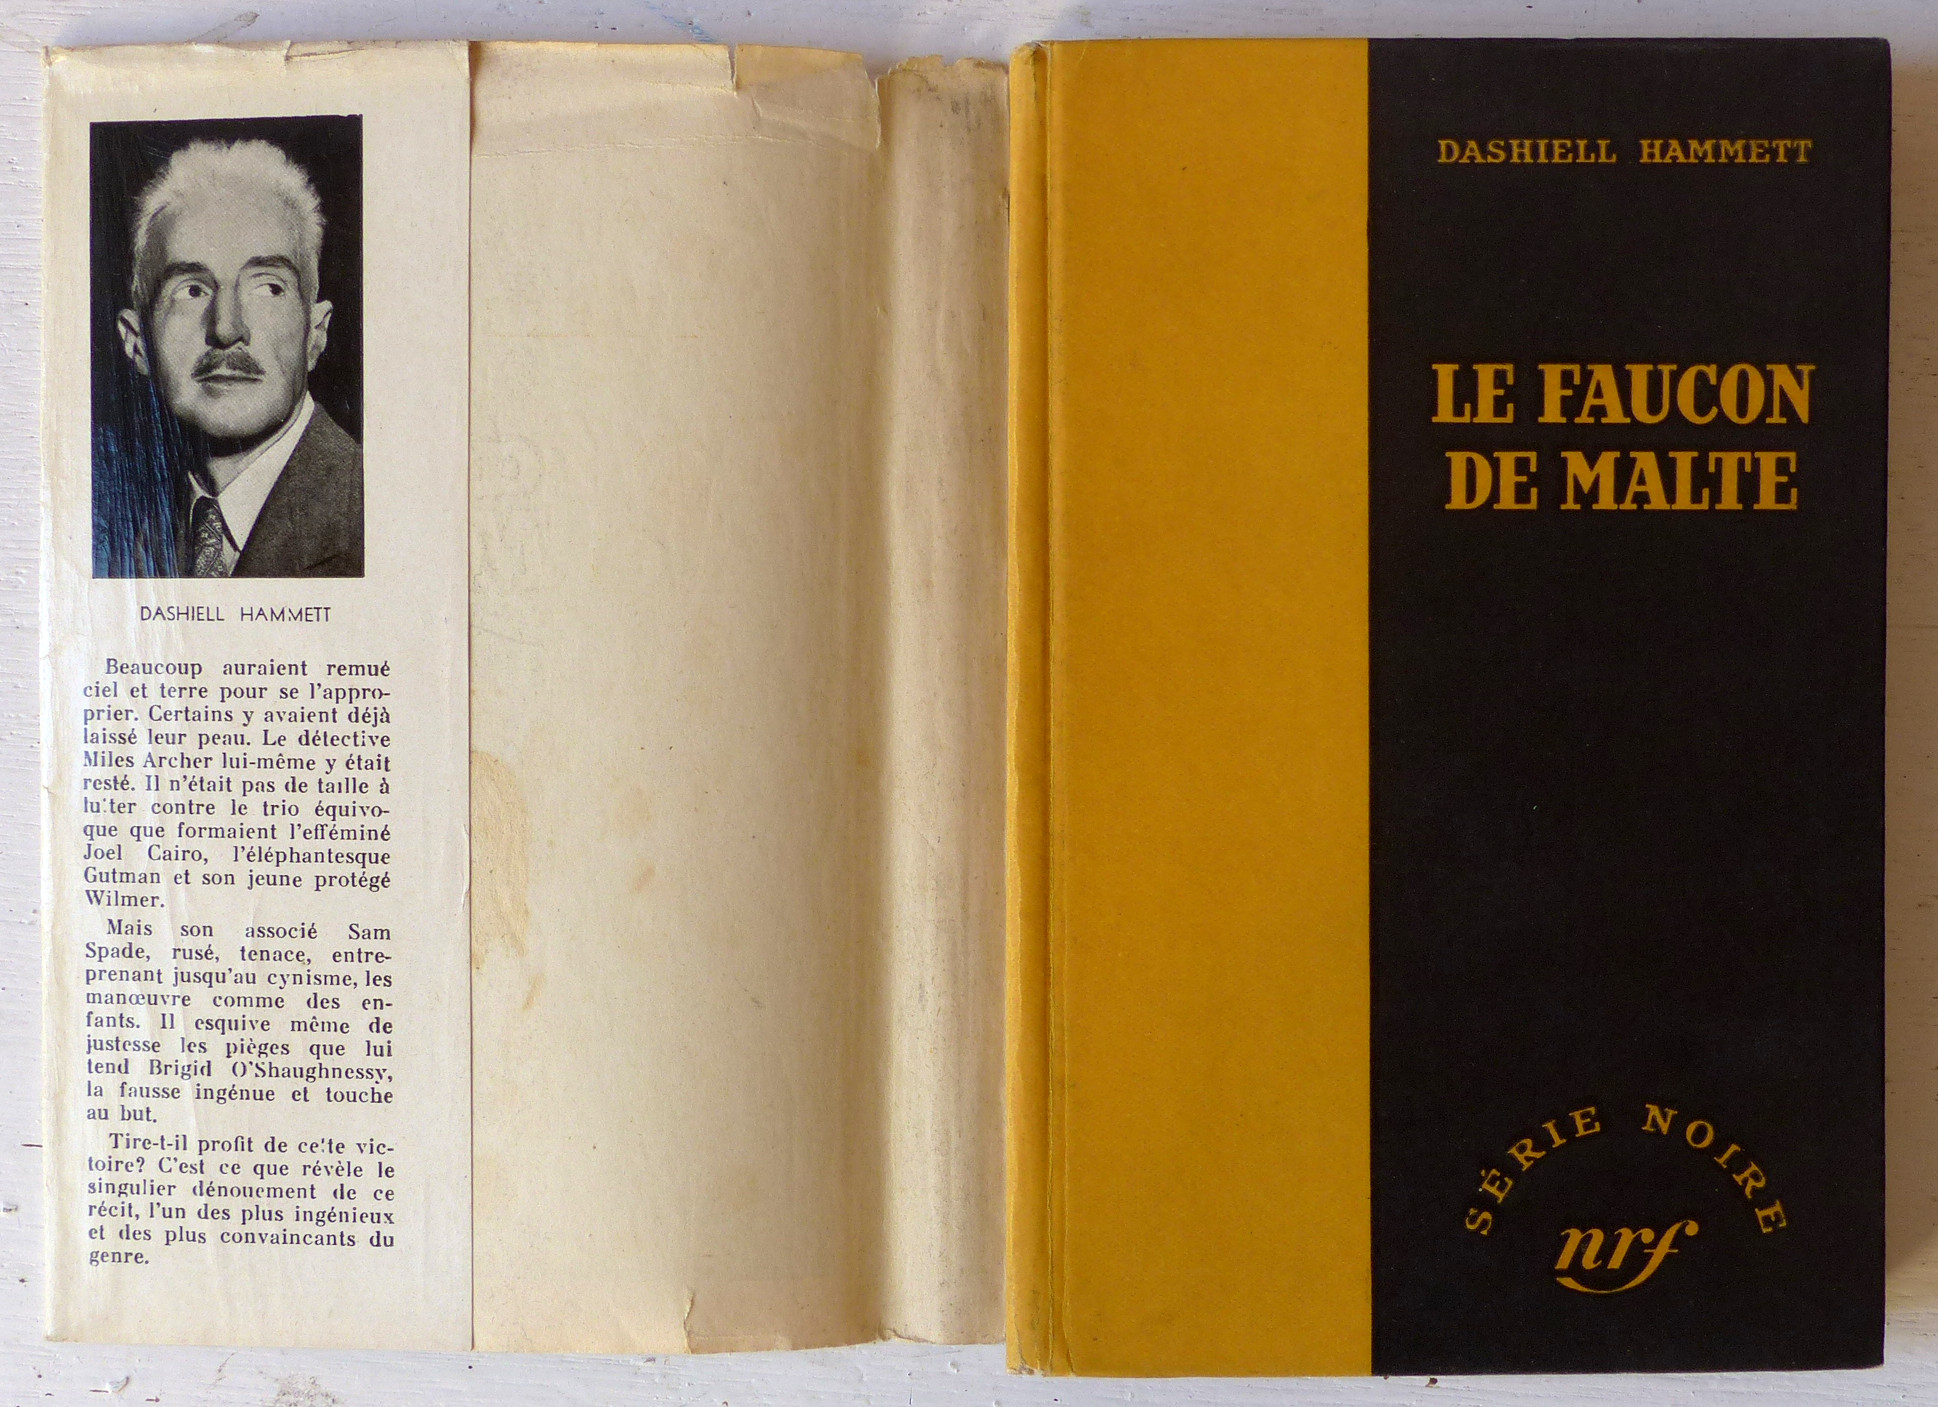 DASHIELL HAMMETT
Beaucoup auraient remué
ciel et terre pour se l'appro-
prier. Certains y avaient déjà
laissé leur peau. Le détective
Miles Archer lui-même y était
resté. Il n'était pas de taille à
lutter contre le trio équivo-
que que formaient l'efféminé
Joel Cairo, l'éléphantesque
Gutman et son jeune protégé
Wilmer.
Mais son associé Sam
Spade, rusé, tenace, entre-
prenant jusqu'au cynisme, les
manœuvre comme des en-
fants. Il esquive même de
justesse les pièges que lui
tend Brigid O'Shaughnessy,
la fausse ingénue et touche
au but.
Tire-t-il profit de cette vic-
toire? C'est ce que révèle le
singulier dénouement de ce
récit, l'un des plus ingénieux
et des plus convaincants du
genre.
DASHIELL HAMMETT
LE FAUCON
DE MALTE
SÉRIE NOIRE
nrf